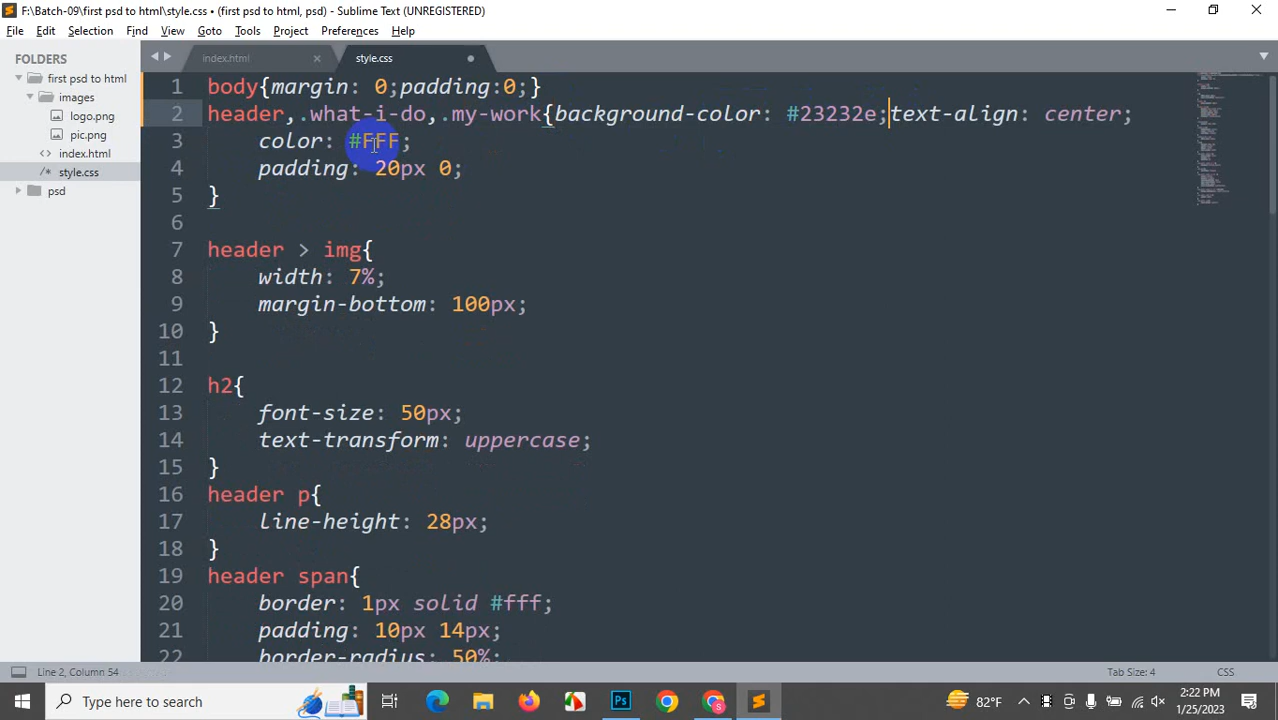 F:\Batch-09\first psd to html\style.css (first psd to html, psd) - Sublime Text (UNREGISTERED)
File Edit Selection Find View Goto Tools Project Preferences Help
FOLDERS
first psd to html
images
logo.png
pic.png
index.html
/* style.css
psd
index.html
style.css
1 body{margin: 0;padding:0;}
2 header,.what-i-do,.my-work{background-color: #23232e;text-align: center;
3 color: #FFF;
4 padding: 20px 0;
5 }
6
7 header > img{
8 width: 7%;
9 margin-bottom: 100px;
10 }
11
12 h2{
13 font-size: 50px;
14 text-transform: uppercase;
15 }
16 header p{
17 line-height: 28px;
18 }
19 header span{
20 border: 1px solid #fff;
21 padding: 10px 14px;
22 border-radius: 50%;
Line 2, Column 54
Tab Size: 4
CSS
Type here to search
Ps
S
82°F
2:22 PM
1/25/2023